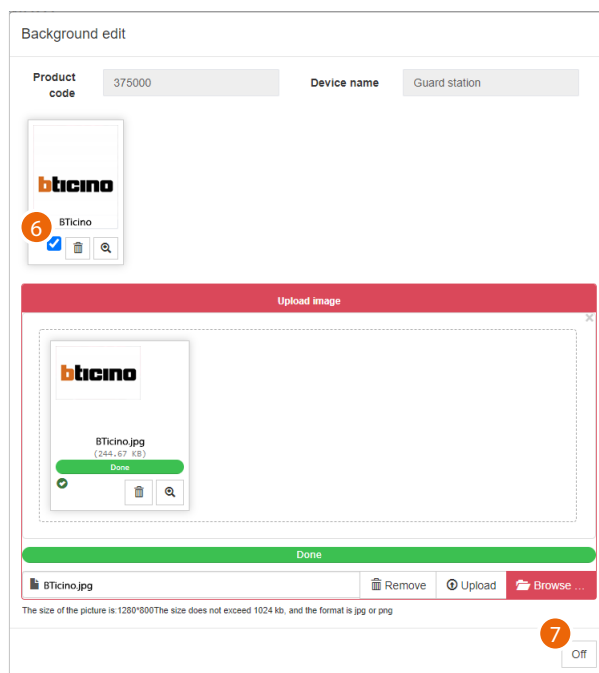 Background edit
Product code 375000 Device name Guard station
bticino
BTicino
6
Upload image
×
bticino
BTicino.jpg
(244.67 KB)
Done
Done
BTicino.jpg Remove Upload Browse ...
The size of the picture is:1280*800The size does not exceed 1024 kb, and the format is jpg or png
7
Off